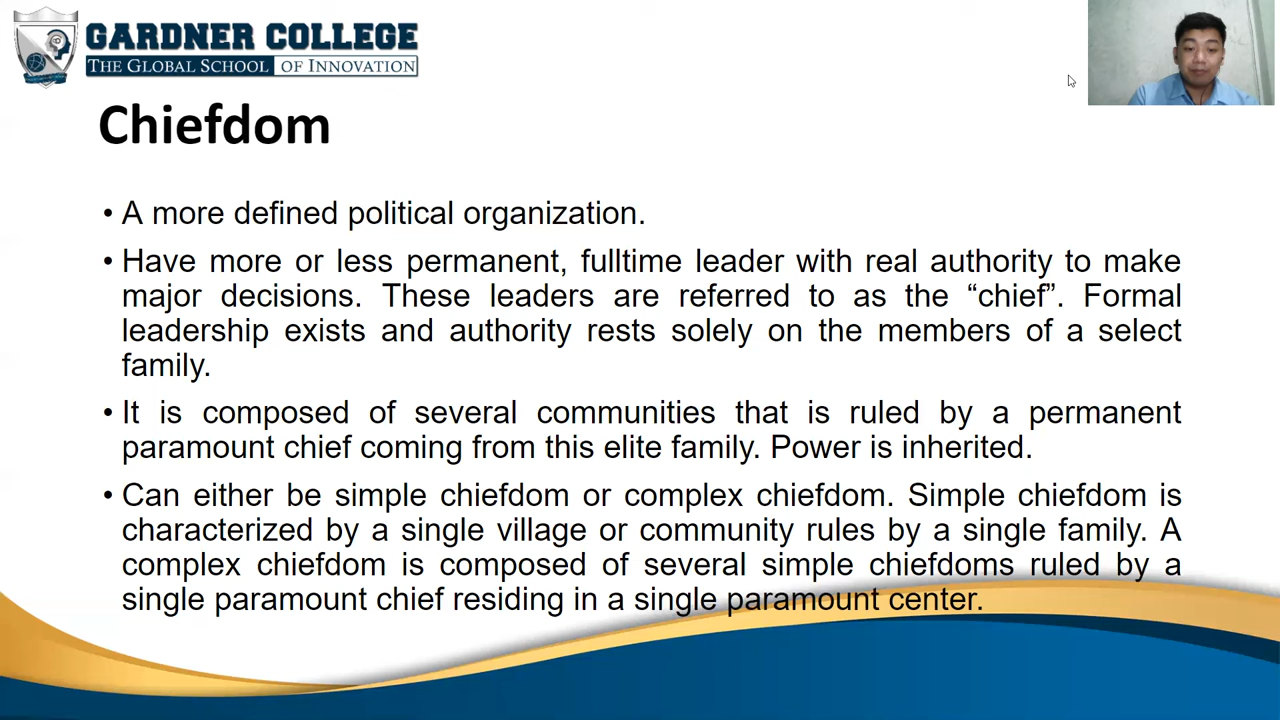 GARDNER COLLEGE
THE GLOBAL SCHOOL OF INNOVATION
Chiefdom
• A more defined political organization.
• Have more or less permanent, fulltime leader with real authority to make
major decisions. These leaders are referred to as the “chief”. Formal
leadership exists and authority rests solely on the members of a select
family.
• It is composed of several communities that is ruled by a permanent
paramount chief coming from this elite family. Power is inherited.
• Can either be simple chiefdom or complex chiefdom. Simple chiefdom is
characterized by a single village or community rules by a single family. A
complex chiefdom is composed of several simple chiefdoms ruled by a
single paramount chief residing in a single paramount center.